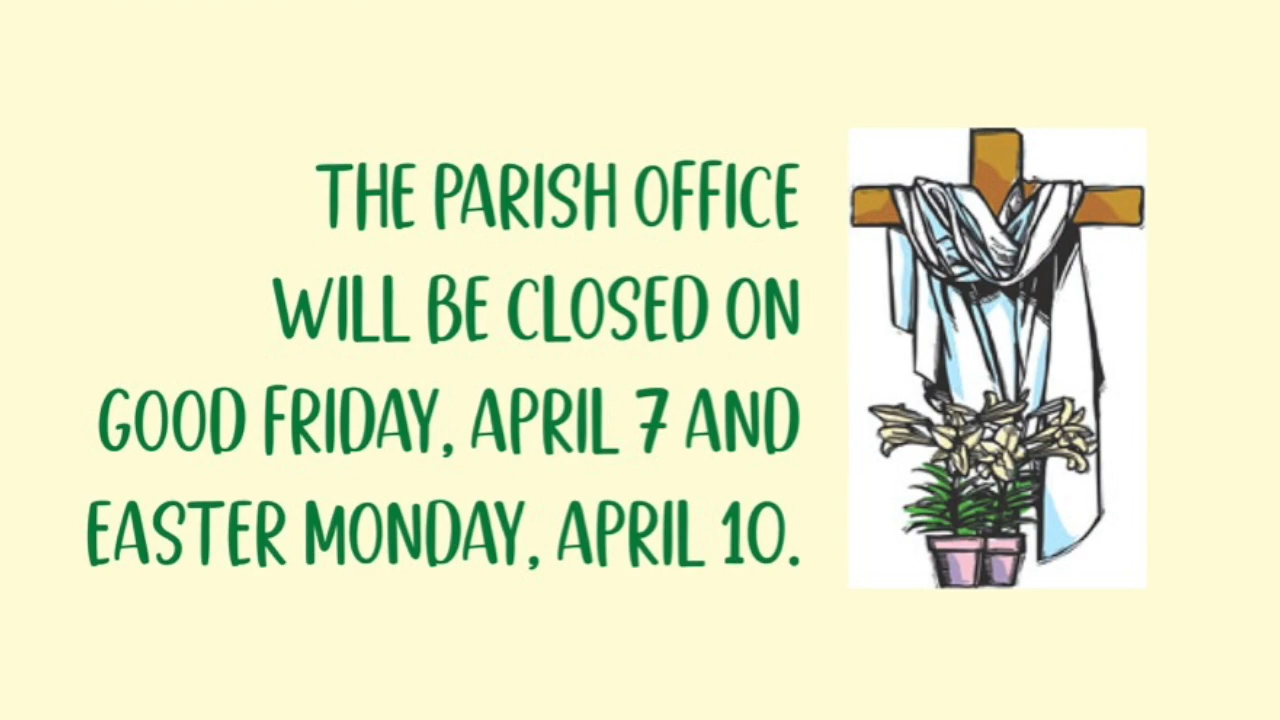 THE PARISH OFFICE
WILL BE CLOSED ON
GOOD FRIDAY, APRIL 7 AND
EASTER MONDAY, APRIL 10.